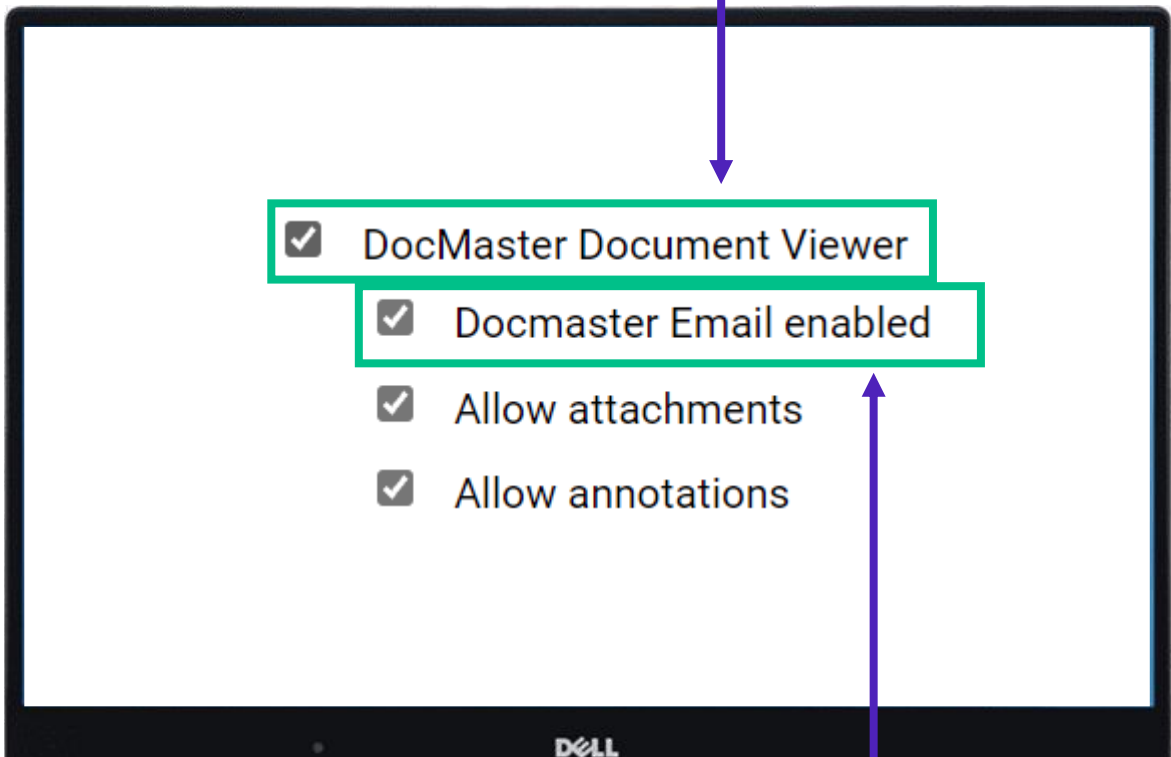 DocMaster Document Viewer
Docmaster Email enabled
Allow attachments
Allow annotations
DELL